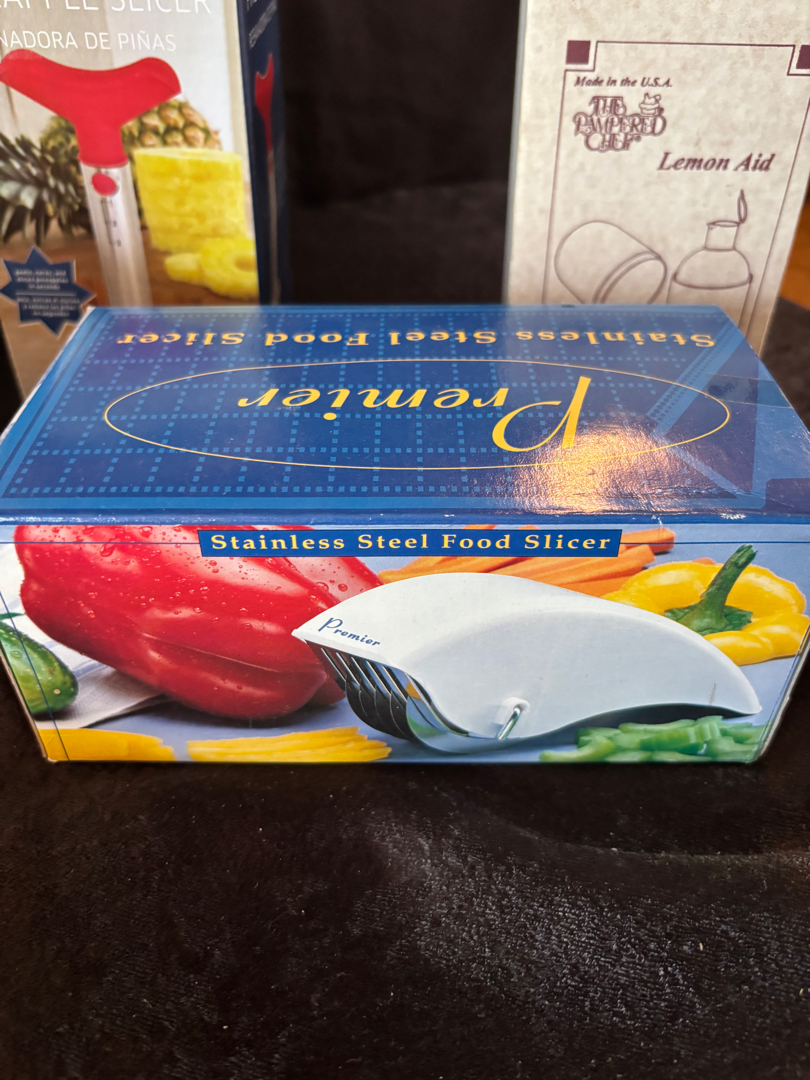 SLICER
NADORA DE PIÑAS
Made in the U.S.A.
THE
PAMPERED
CHEF®
Lemon Aid
Stainless Steel Food Slicer
Premier
Stainless Steel Food Slicer
Premier